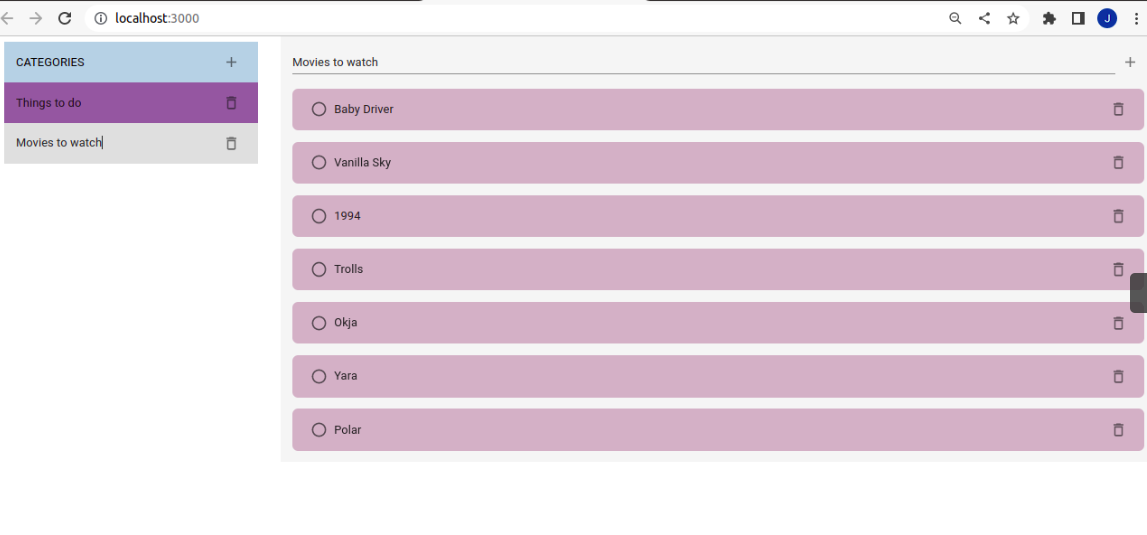 localhost:3000
J
CATEGORIES
Things to do
Movies to watch
Movies to watch
Baby Driver
Vanilla Sky
1994
Trolls
Okja
Yara
Polar